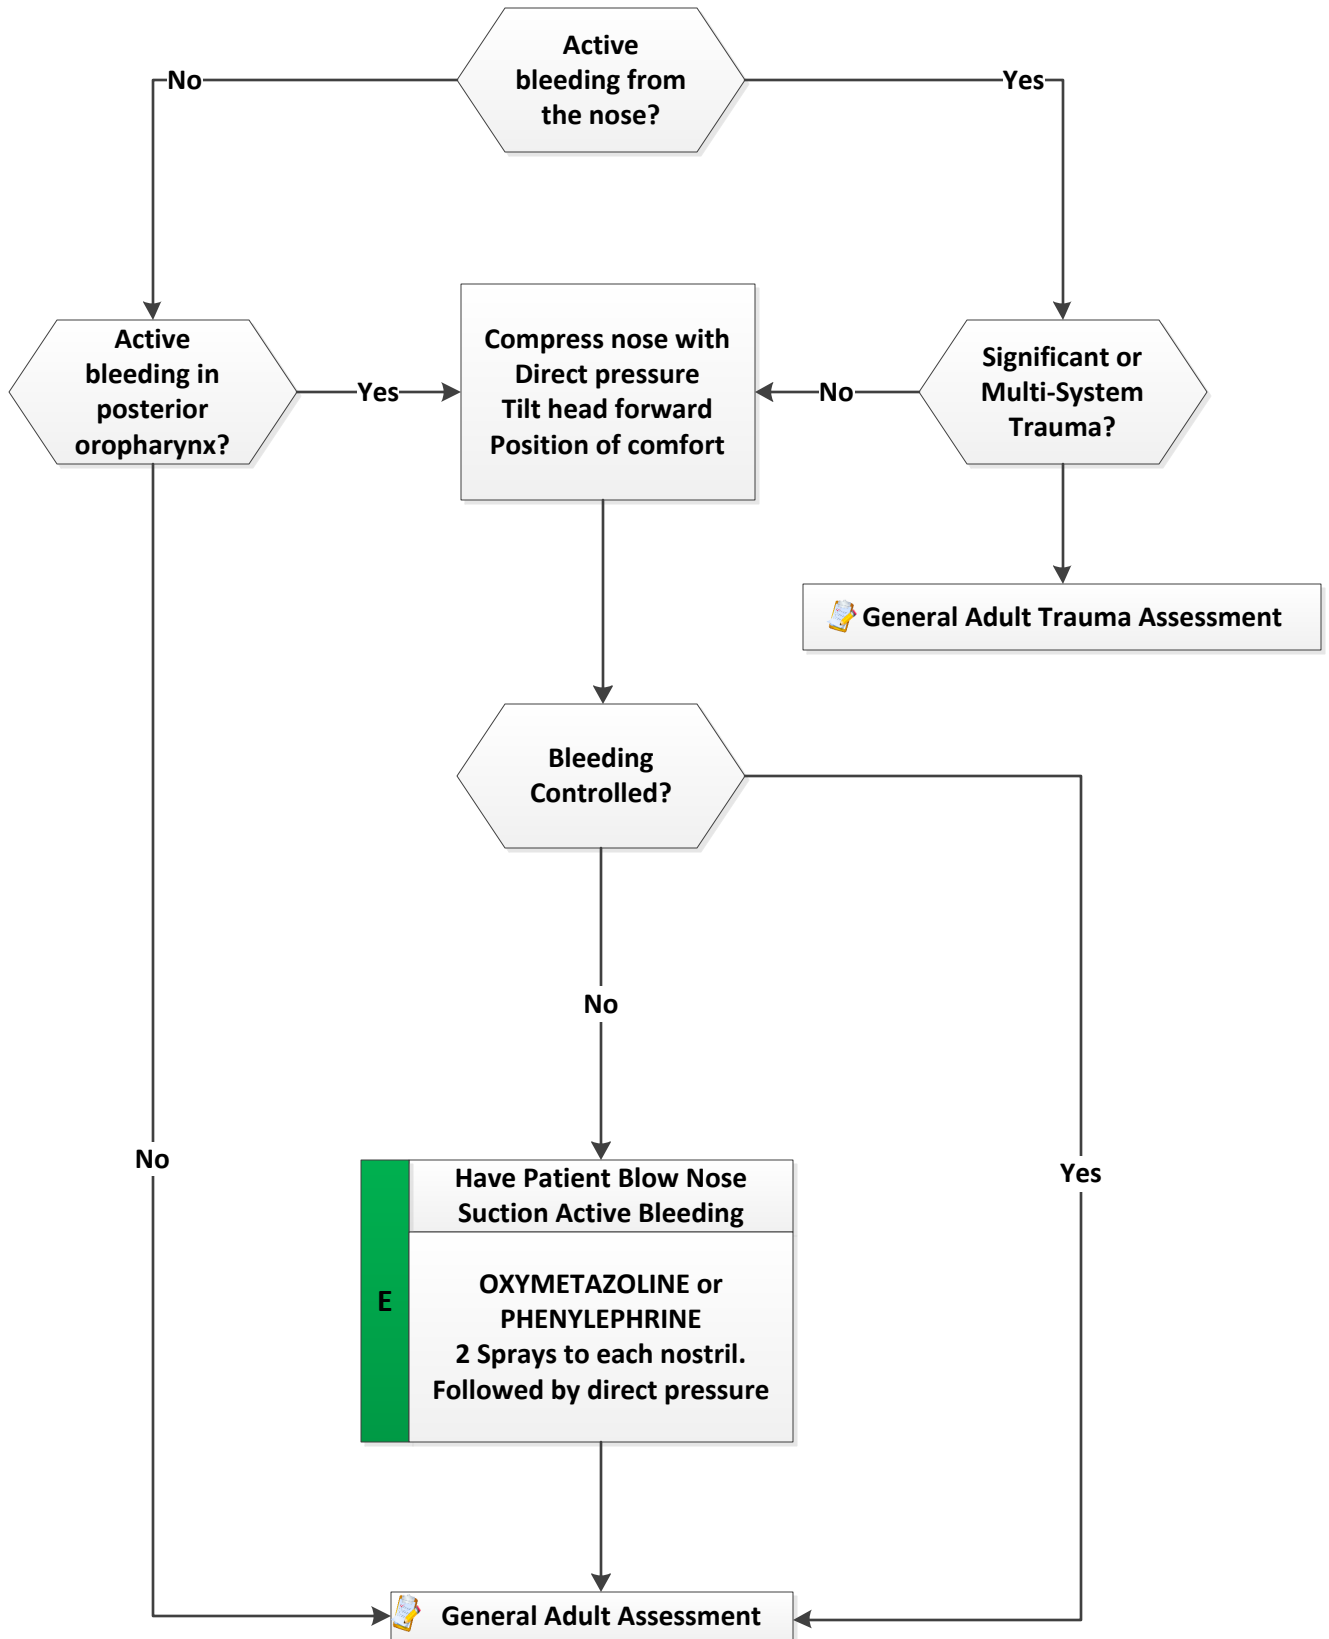 Active
bleeding from
the nose?
No
Yes
Active
bleeding in
posterior
oropharynx?
Yes
Compress nose with
Direct pressure
Tilt head forward
Position of comfort
No
Significant or
Multi-System
Trauma?
General Adult Trauma Assessment
Bleeding
Controlled?
No
No
Yes
Have Patient Blow Nose
Suction Active Bleeding
E
OXYMETAZOLINE or
PHENYLEPHRINE
2 Sprays to each nostril.
Followed by direct pressure
General Adult Assessment